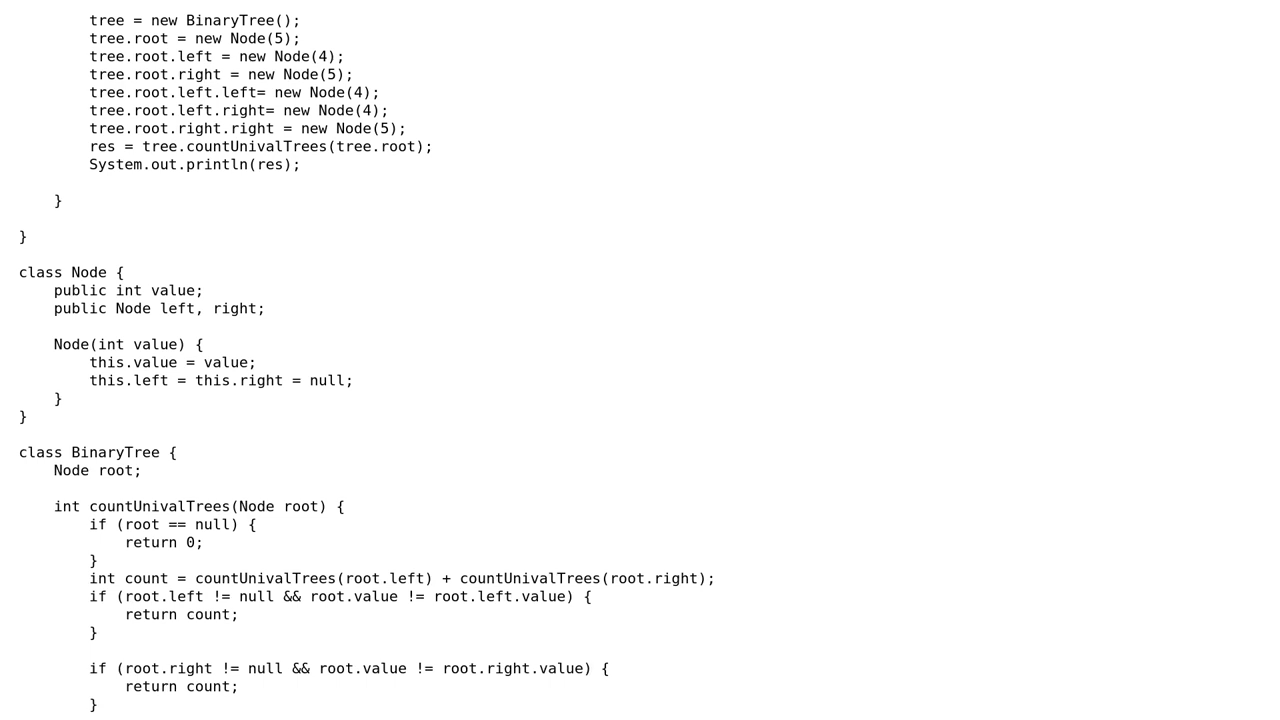 tree = new BinaryTree();
tree.root = new Node(5);
tree.root.left = new Node(4);
tree.root.right = new Node(5);
tree.root.left.left= new Node(4);
tree.root.left.right= new Node(4);
tree.root.right.right = new Node(5);
res = tree.countUnivalTrees(tree.root);
System.out.println(res);
}
}
class Node {
public int value;
public Node left, right;
Node(int value) {
this.value = value;
this.left = this.right = null;
}
}
class BinaryTree {
Node root;
int countUnivalTrees(Node root) {
if (root == null) {
return 0;
}
int count = countUnivalTrees(root.left) + countUnivalTrees(root.right);
if (root.left != null && root.value != root.left.value) {
return count;
}
if (root.right != null && root.value != root.right.value) {
return count;
}